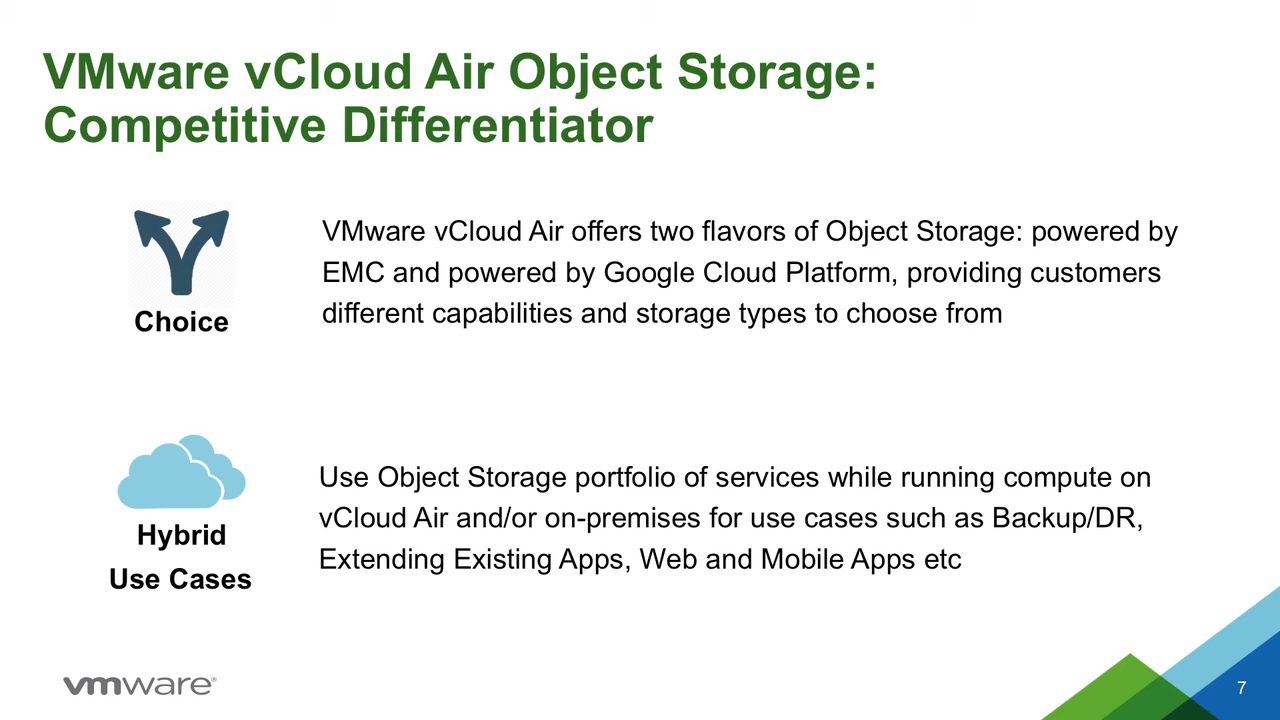 VMware vCloud Air Object Storage:
Competitive Differentiator
Choice
VMware vCloud Air offers two flavors of Object Storage: powered by
EMC and powered by Google Cloud Platform, providing customers
different capabilities and storage types to choose from
Hybrid
Use Cases
Use Object Storage portfolio of services while running compute on
vCloud Air and/or on-premises for use cases such as Backup/DR,
Extending Existing Apps, Web and Mobile Apps etc
vmware®
7